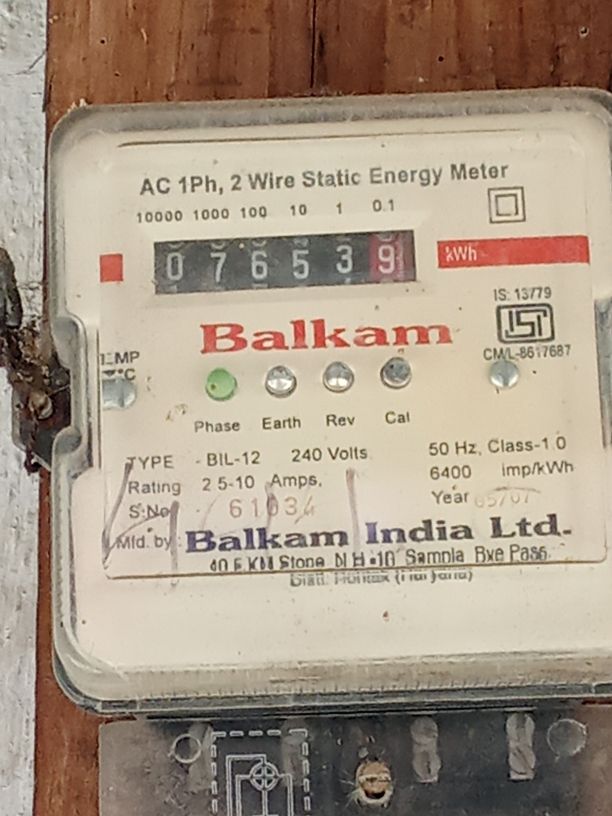 AC 1Ph, 2 Wire Static Energy Meter
10000 1000 100 10 1 0.1
0 7 6 5 3 9 kWh
IS: 13779
Balkam
CM/L-8617687
Phase Earth Rev Cal
TYPE - BIL-12 240 Volts 50 Hz, Class-1.0
Rating 2 5-10 Amps, 6400 imp/kWh
S.No. 61034 Year 05/07
Mfd. by: Balkam India Ltd.
Stone, N H -10 Sampla Bye Pass